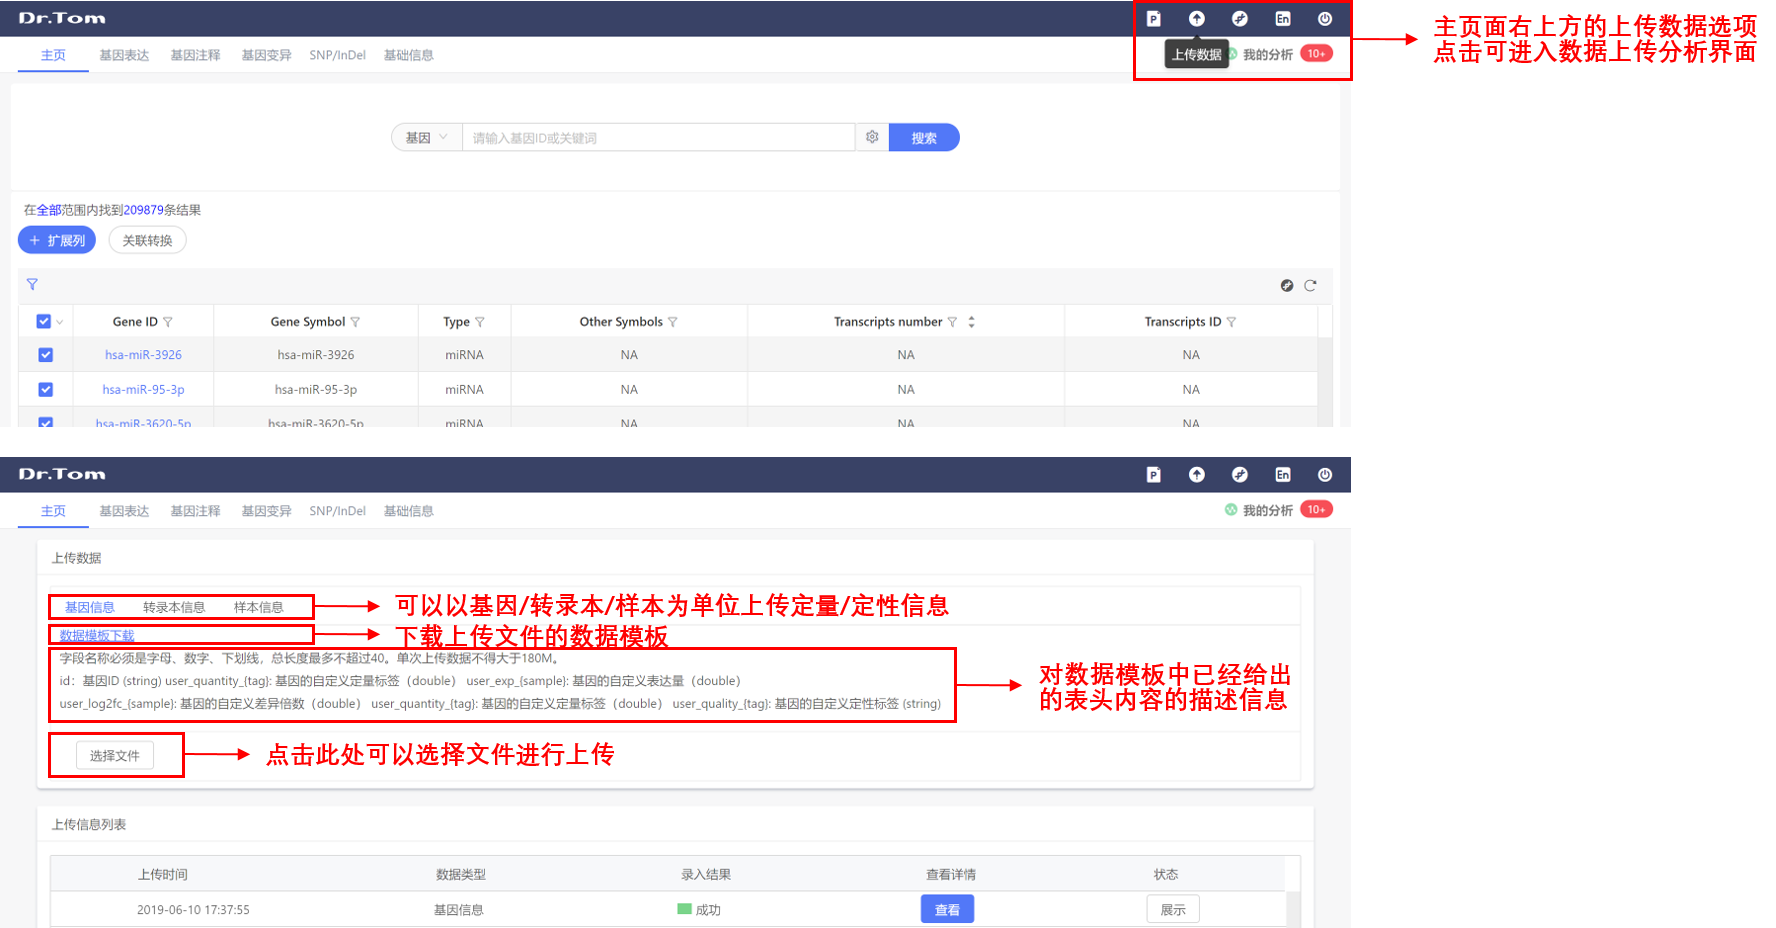 Dr.Tom
P
En
主页
基因表达
基因注释
基因变异
SNP/InDel
基础信息
上传数据
我的分析
10+
主页面右上方的上传数据选项
点击可进入数据上传分析界面
基因
请输入基因ID或关键词
搜索
在全部范围内找到209879条结果
+ 扩展列
关联转换
Gene ID
Gene Symbol
Type
Other Symbols
Transcripts number
Transcripts ID
hsa-miR-3926
hsa-miR-3926
miRNA
NA
NA
NA
hsa-miR-95-3p
hsa-miR-95-3p
miRNA
NA
NA
NA
hsa-miR-3620-5p
hsa-miR-3620-5p
miRNA
NA
NA
NA
Dr.Tom
P
En
主页
基因表达
基因注释
基因变异
SNP/InDel
基础信息
我的分析
10+
上传数据
基因信息
转录本信息
样本信息
可以以基因/转录本/样本为单位上传定量/定性信息
数据模板下载
下载上传文件的数据模板
字段名称必须是字母、数字、下划线，总长度最多不超过40。单次上传数据不得大于180M。
id：基因ID (string) user_quantity_{tag}: 基因的自定义定量标签（double） user_exp_{sample}: 基因的自定义表达量（double）
user_log2fc_{sample}: 基因的自定义差异倍数（double） user_quantity_{tag}: 基因的自定义定量标签（double） user_quality_{tag}: 基因的自定义定性标签 (string)
对数据模板中已经给出
的表头内容的描述信息
选择文件
点击此处可以选择文件进行上传
上传信息列表
上传时间
数据类型
录入结果
查看详情
状态
2019-06-10 17:37:55
基因信息
成功
查看
展示